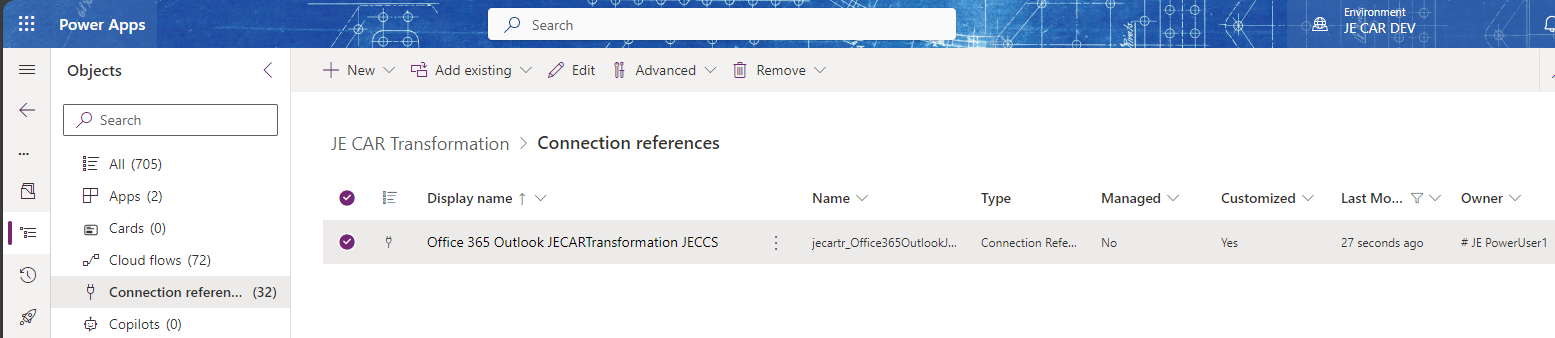 Power Apps
Search
Environment
JE CAR DEV
Objects
New
Add existing
Edit
Advanced
Remove
Search
...
All (705)
Apps (2)
Cards (0)
Cloud flows (72)
Connection referen... (32)
Copilots (0)
JE CAR Transformation > Connection references
Display name ↑ Name Type Managed Customized Last Mo... Owner
Office 365 Outlook JECARTransformation JECCS jecartr_Office365OutlookJ... Connection Refe... No Yes 27 seconds ago # JE PowerUser1